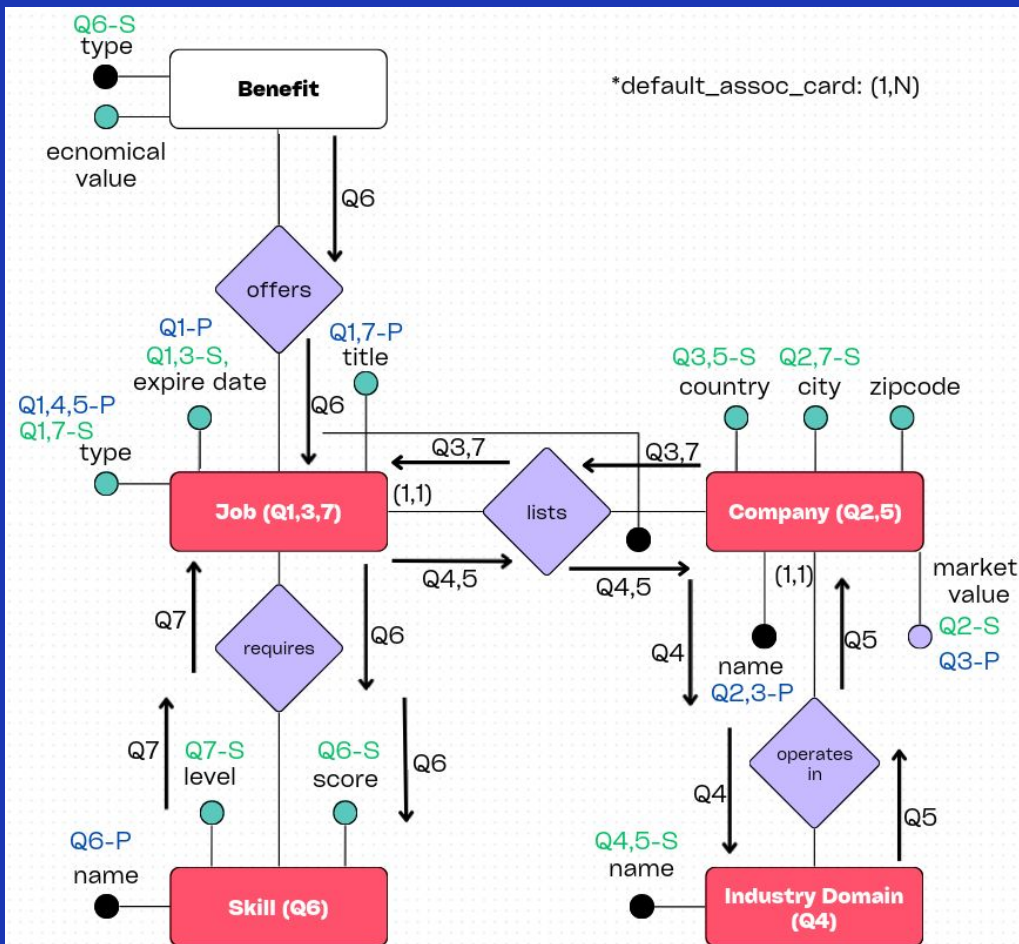 Q6-S
type
Benefit
*default_assoc_card: (1,N)
ecnomical
value
Q6
offers
Q1-P
Q1,3-S,
expire date
Q1,7-P
title
Q6
Q1,4,5-P
Q1,7-S
type
Q3,5-S
country
Q2,7-S
city
zipcode
Q3,7
Q3,7
Job (Q1,3,7)
(1,1)
lists
Company (Q2,5)
Q4,5
Q4,5
(1,1)
market
value
Q2-S
Q3-P
Q7
requires
Q6
Q4
name
Q2,3-P
Q5
Q7
Q7-S
level
Q6-S
score
Q6
Q4
operates
in
Q5
Q6-P
name
Skill (Q6)
Q4,5-S
name
Industry Domain
(Q4)